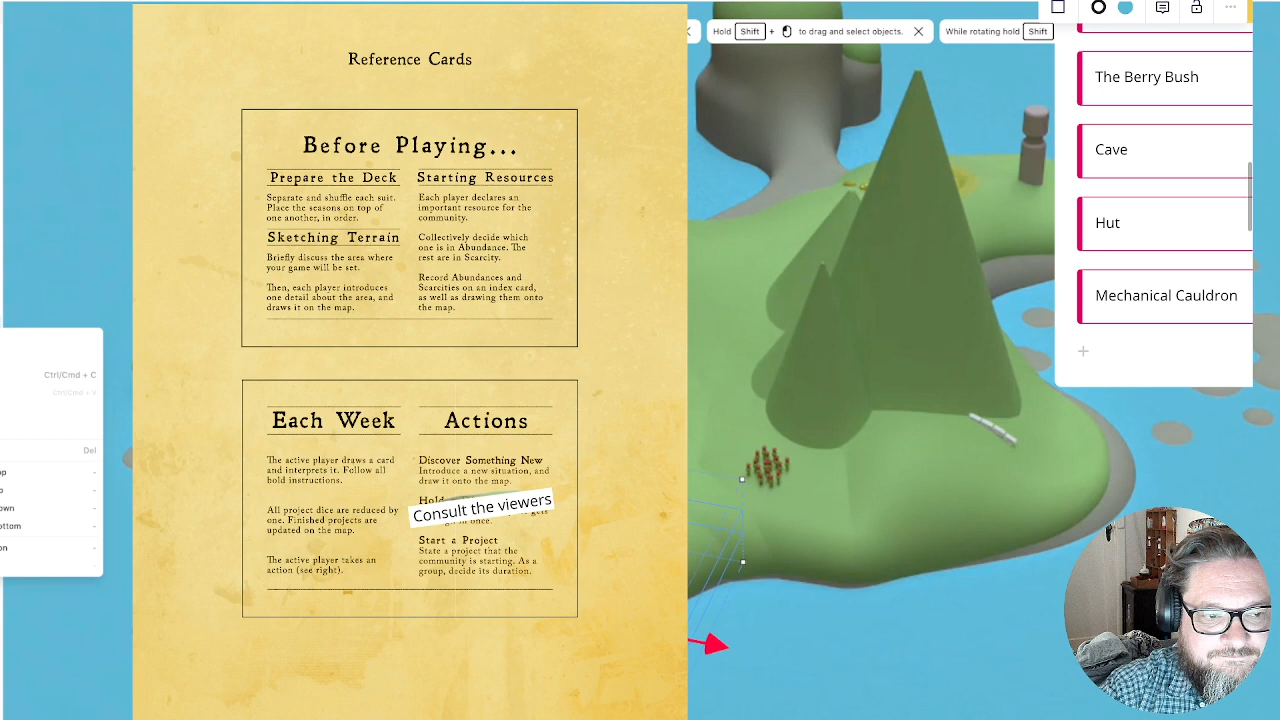 Reference Cards
Before Playing...
Prepare the Deck
Separate and shuffle each suit.
Place the seasons on top of
one another, in order.
Sketching Terrain
Briefly discuss the area where
your game will be set.
Then, each player introduces
one detail about the area, and
draws it on the map.
Starting Resources
Each player declares an
important resource for the
community.
Collectively decide which
one is in Abundance. The
rest are in Scarcity.
Record Abundances and
Scarcities on an index card,
as well as drawing them onto
the map.
Each Week
The active player draws a card
and interprets it. Follow all
bold instructions.
All project dice are reduced by
one. Finished projects are
updated on the map.
The active player takes an
action (see right).
Actions
Discover Something New
Introduce a new situation, and
draw it onto the map.
Consult the viewers
in once.
Start a Project
State a project that the
community is starting. As a
group, decide its duration.
Hold Shift + to drag and select objects.
While rotating hold Shift
The Berry Bush
Cave
Hut
Mechanical Cauldron
+
Ctrl/Cmd + C
Ctrl/Cmd + V
Del